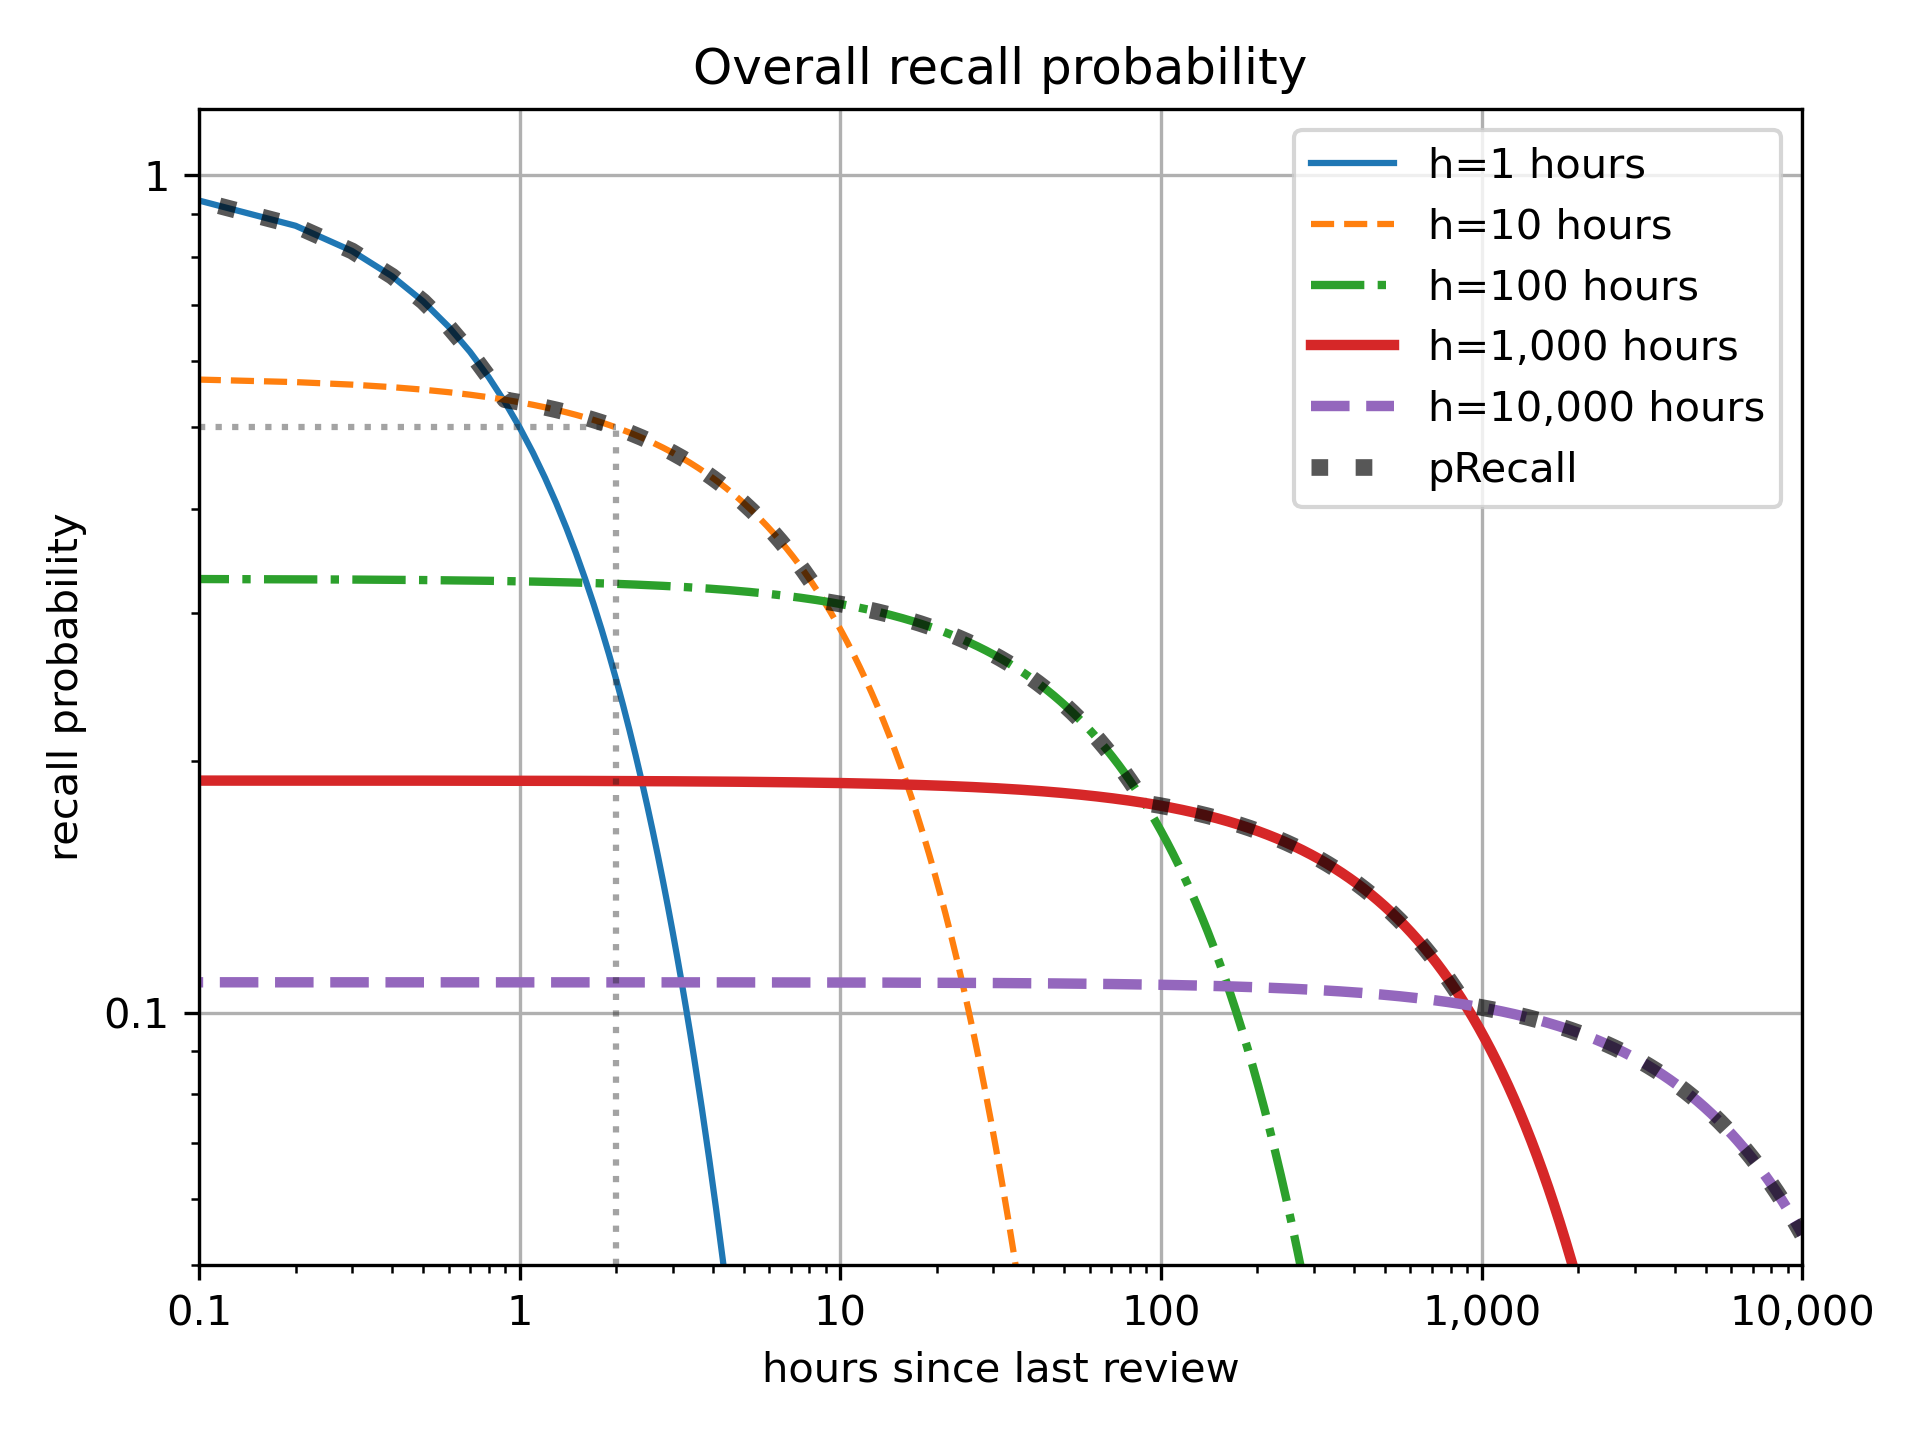 Overall recall probability
h=1 hours
h=10 hours
h=100 hours
h=1,000 hours
h=10,000 hours
pRecall
recall probability
1
0.1
0.1 1 10 100 1,000 10,000
hours since last review